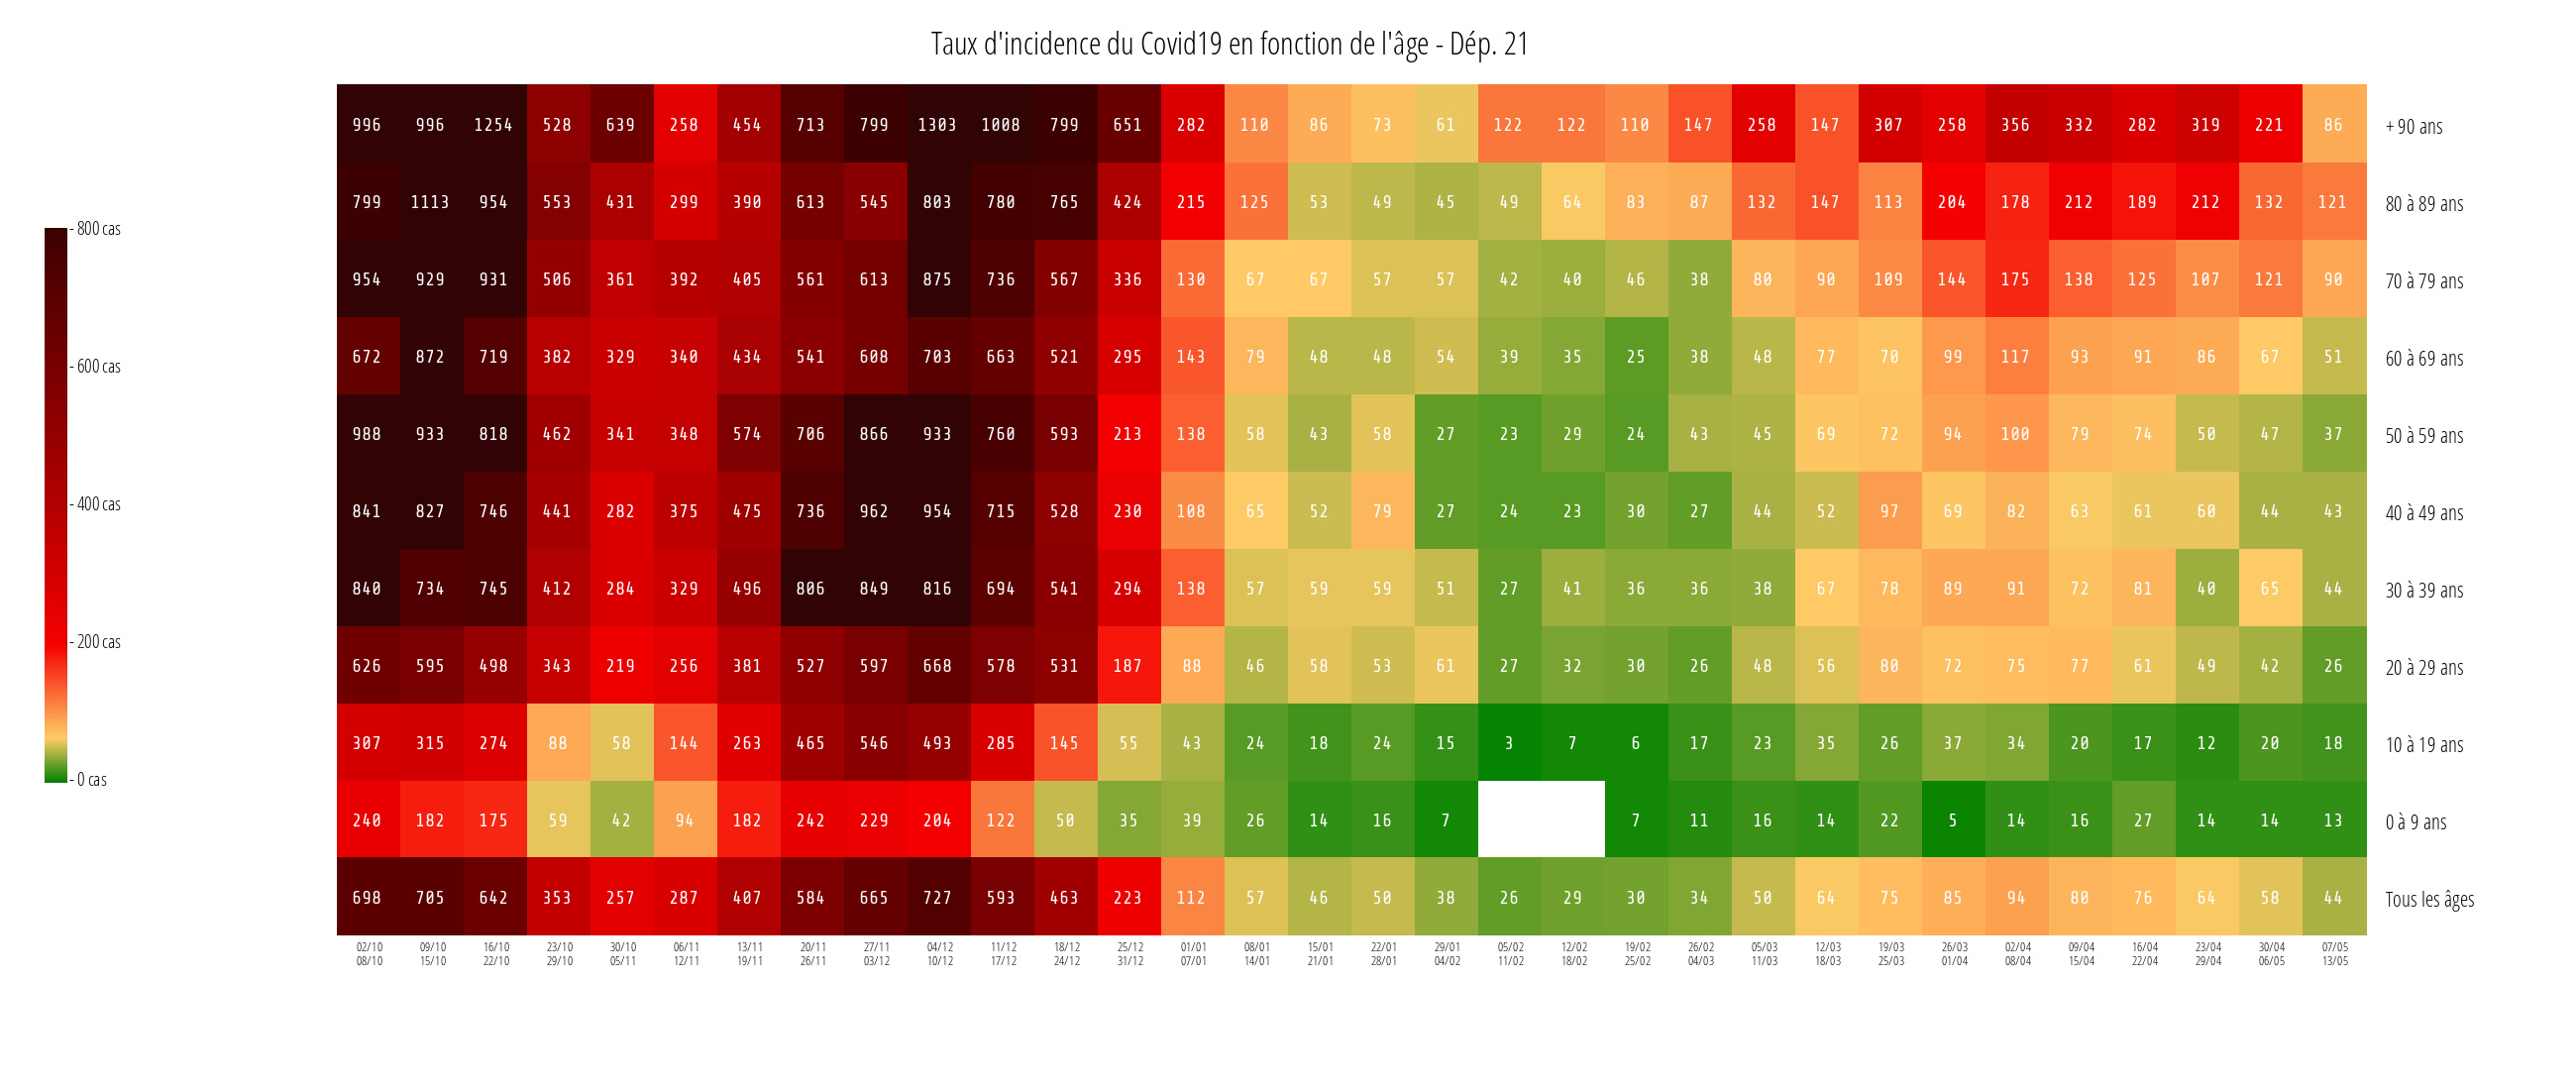 Taux d'incidence du Covid19 en fonction de l'âge - Dép. 21
996 996 1254 528 639 258 454 713 799 1303 1008 799 651 282 110 86 73 61 122 122 110 147 258 147 307 258 356 332 282 319 221 86 + 90 ans
799 1113 954 553 431 299 390 613 545 803 780 765 424 215 125 53 49 45 49 64 83 87 132 147 113 204 178 212 189 212 132 121 80 à 89 ans
954 929 931 506 361 392 405 561 613 875 736 567 336 130 67 67 57 57 42 40 46 38 80 90 109 144 175 138 125 107 121 90 70 à 79 ans
672 872 719 382 329 340 434 541 608 703 663 521 295 143 79 48 48 54 39 35 25 38 48 77 70 99 117 93 91 86 67 51 60 à 69 ans
988 933 818 462 341 348 574 706 866 933 760 593 213 138 58 43 58 27 23 29 24 43 45 69 72 94 100 79 74 50 47 37 50 à 59 ans
841 827 746 441 282 375 475 736 962 954 715 528 230 108 65 52 79 27 24 23 30 27 44 52 97 69 82 63 61 60 44 43 40 à 49 ans
840 734 745 412 284 329 496 806 849 816 694 541 294 138 57 59 59 51 27 41 36 36 38 67 78 89 91 72 81 40 65 44 30 à 39 ans
626 595 498 343 219 256 381 527 597 668 578 531 187 88 46 58 53 61 27 32 30 26 48 56 80 72 75 77 61 49 42 26 20 à 29 ans
307 315 274 88 58 144 263 465 546 493 285 145 55 43 24 18 24 15 3 7 6 17 23 35 26 37 34 20 17 12 20 18 10 à 19 ans
240 182 175 59 42 94 182 242 229 204 122 50 35 39 26 14 16 7 7 11 16 14 22 5 14 16 27 14 14 13 0 à 9 ans
698 705 642 353 257 287 407 584 665 727 593 463 223 112 57 46 50 38 26 29 30 34 50 64 75 85 94 80 76 64 58 44 Tous les âges
02/10 09/10 16/10 23/10 30/10 06/11 13/11 20/11 27/11 04/12 11/12 18/12 25/12 01/01 08/01 15/01 22/01 29/01 05/02 12/02 19/02 26/02 05/03 12/03 19/03 26/03 02/04 09/04 16/04 23/04 30/04 07/05
08/10 15/10 22/10 29/10 05/11 12/11 19/11 26/11 03/12 10/12 17/12 24/12 31/12 07/01 14/01 21/01 28/01 04/02 11/02 18/02 25/02 04/03 11/03 18/03 25/03 01/04 08/04 15/04 22/04 29/04 06/05 13/05
- 800 cas
- 600 cas
- 400 cas
- 200 cas
- 0 cas